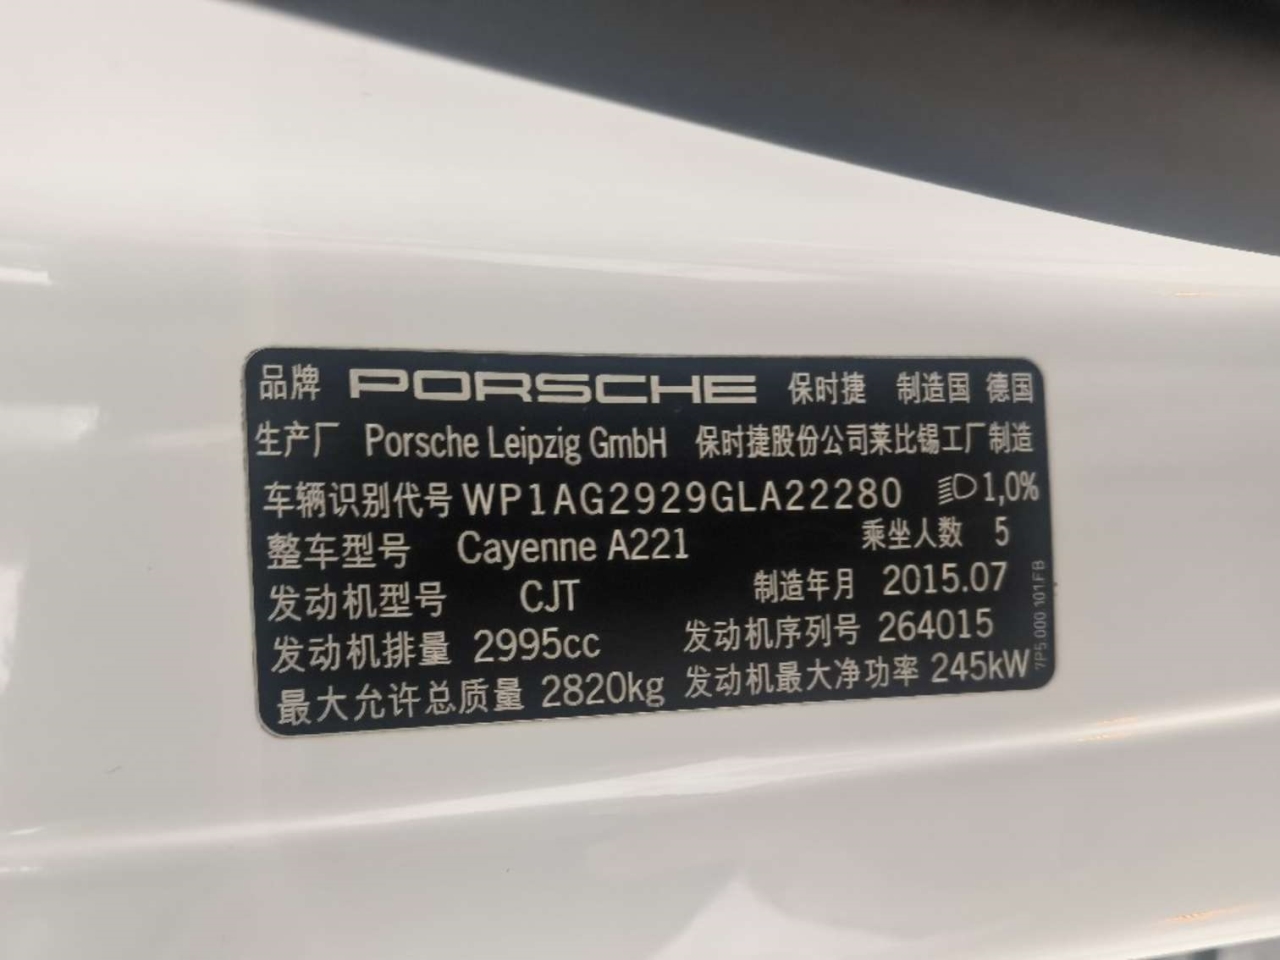 品牌 PORSCHE 保时捷 制造国 德国
生产厂 Porsche Leipzig GmbH 保时捷股份公司莱比锡工厂制造
车辆识别代号 WP1AG2929GLA22280 1,0%
整车型号 Cayenne A221 乘坐人数 5
发动机型号 CJT 制造年月 2015.07
发动机排量 2995cc 发动机序列号 264015
最大允许总质量 2820kg 发动机最大净功率 245kW
7P5 000 101.FB